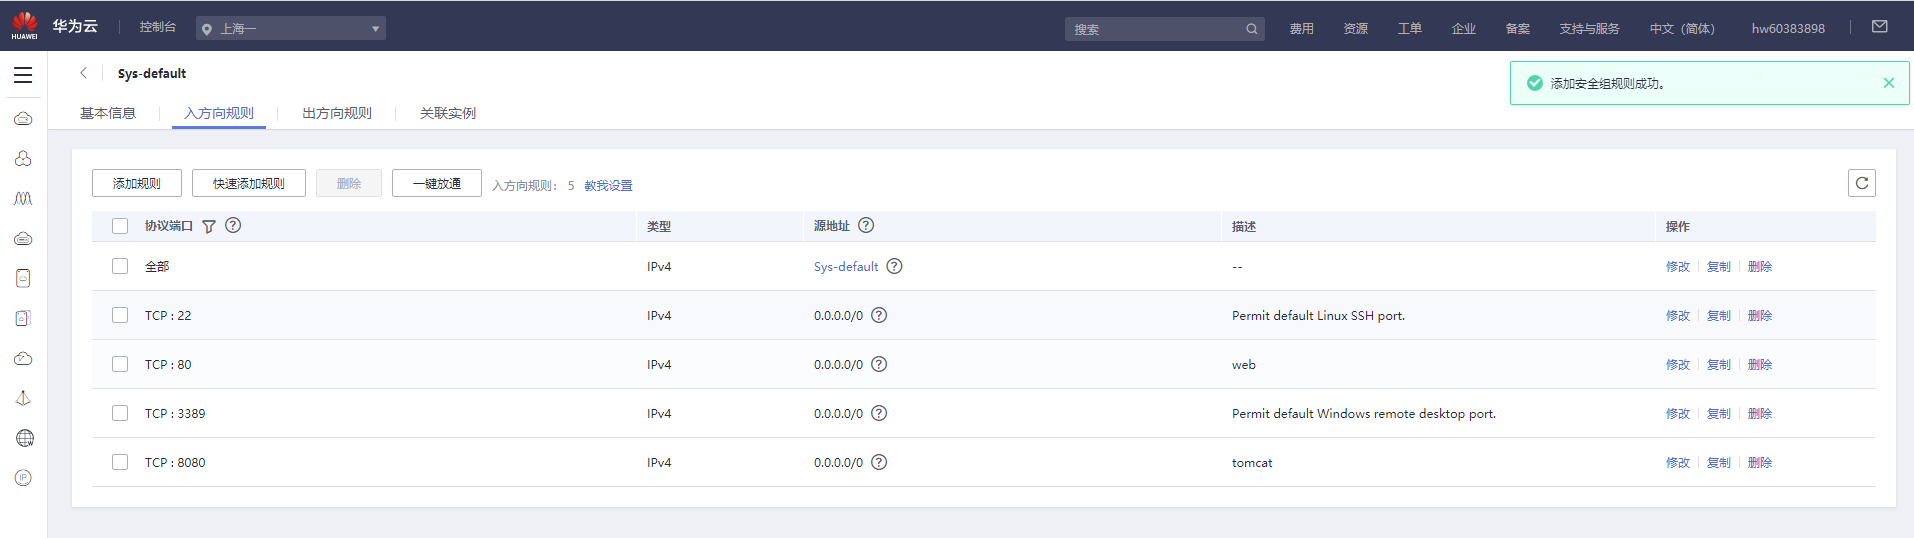 HUAWEI
华为云
控制台
上海一
搜索
费用
资源
工单
企业
备案
支持与服务
中文（简体）
hw60383898
Sys-default
添加安全组规则成功。
基本信息
入方向规则
出方向规则
关联实例
添加规则
快速添加规则
删除
一键放通
入方向规则： 5 教我设置
协议端口 类型 源地址 描述 操作
全部 IPv4 Sys-default -- 修改 复制 删除
TCP : 22 IPv4 0.0.0.0/0 Permit default Linux SSH port. 修改 复制 删除
TCP : 80 IPv4 0.0.0.0/0 web 修改 复制 删除
TCP : 3389 IPv4 0.0.0.0/0 Permit default Windows remote desktop port. 修改 复制 删除
TCP : 8080 IPv4 0.0.0.0/0 tomcat 修改 复制 删除
IP